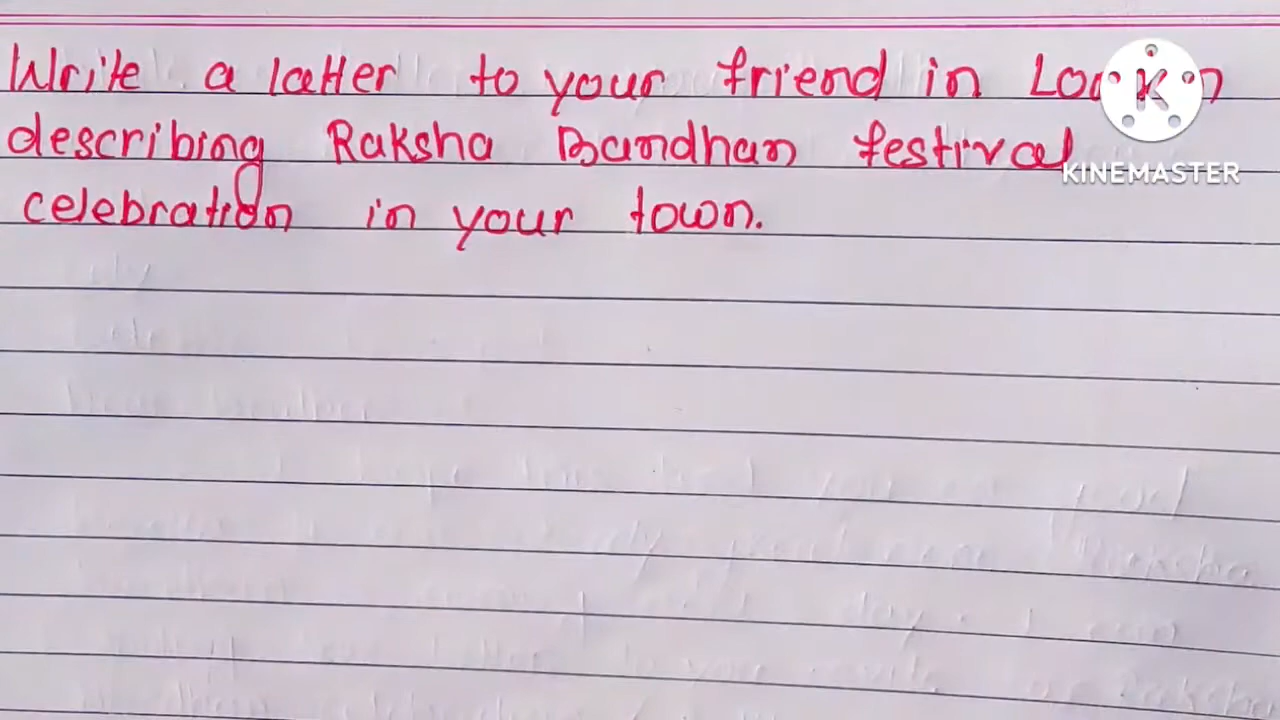 Write a latter to your friend in
describing Raksha Bandhan festival
KINEMASTER
celebration in your town.